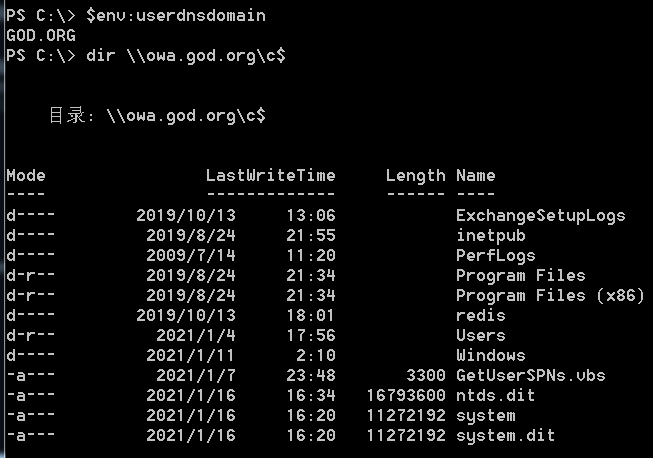 PS C:\> $env:userdnsdomain
GOD.ORG
PS C:\> dir \\owa.god.org\c$
目录: \\owa.god.org\c$
Mode LastWriteTime Length Name
---- ------------- ------ ----
d---- 2019/10/13 13:06 ExchangeSetupLogs
d---- 2019/8/24 21:55 inetpub
d---- 2009/7/14 11:20 PerfLogs
d-r-- 2019/8/24 21:34 Program Files
d-r-- 2019/8/24 21:34 Program Files (x86)
d---- 2019/10/13 18:01 redis
d-r-- 2021/1/4 17:56 Users
d---- 2021/1/11 2:10 Windows
-a--- 2021/1/7 23:48 3300 GetUserSPNs.vbs
-a--- 2021/1/16 16:34 16793600 ntds.dit
-a--- 2021/1/16 16:20 11272192 system
-a--- 2021/1/16 16:20 11272192 system.dit